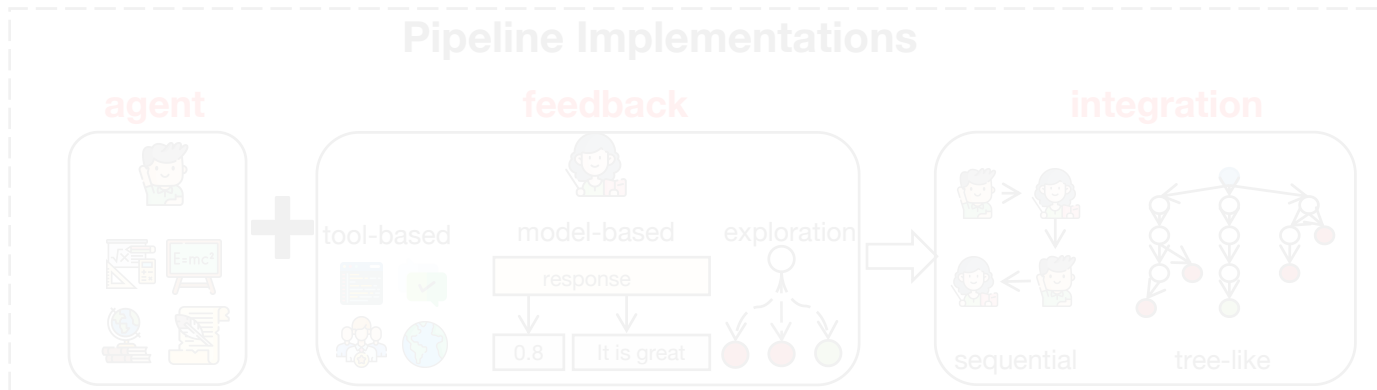 Pipeline Implementations
agent
feedback
integration
tool-based
model-based
exploration
√x
E=mc²
response
0.8
It is great
sequential
tree-like